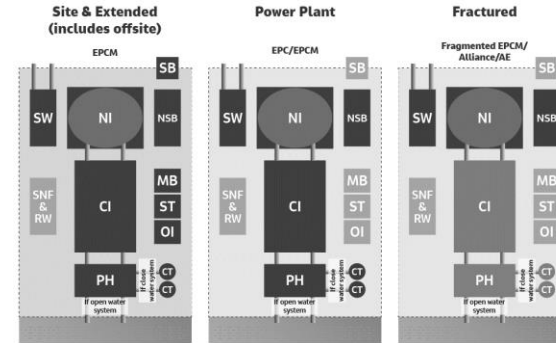 Site & Extended
(includes offsite)
EPCM
SB
SW
NI
NSB
SNF
&
RW
CI
MB
ST
OI
PH
If close
water system
CT
CT
If open water
system
Power Plant
EPC/EPCM
SB
SW
NI
NSB
SNF
&
RW
CI
MB
ST
OI
PH
If close
water system
CT
CT
If open water
system
Fractured
Fragmented EPCM/
Alliance/AE
SB
SW
NI
NSB
SNF
&
RW
CI
MB
ST
OI
PH
If close
water system
CT
CT
If open water
system